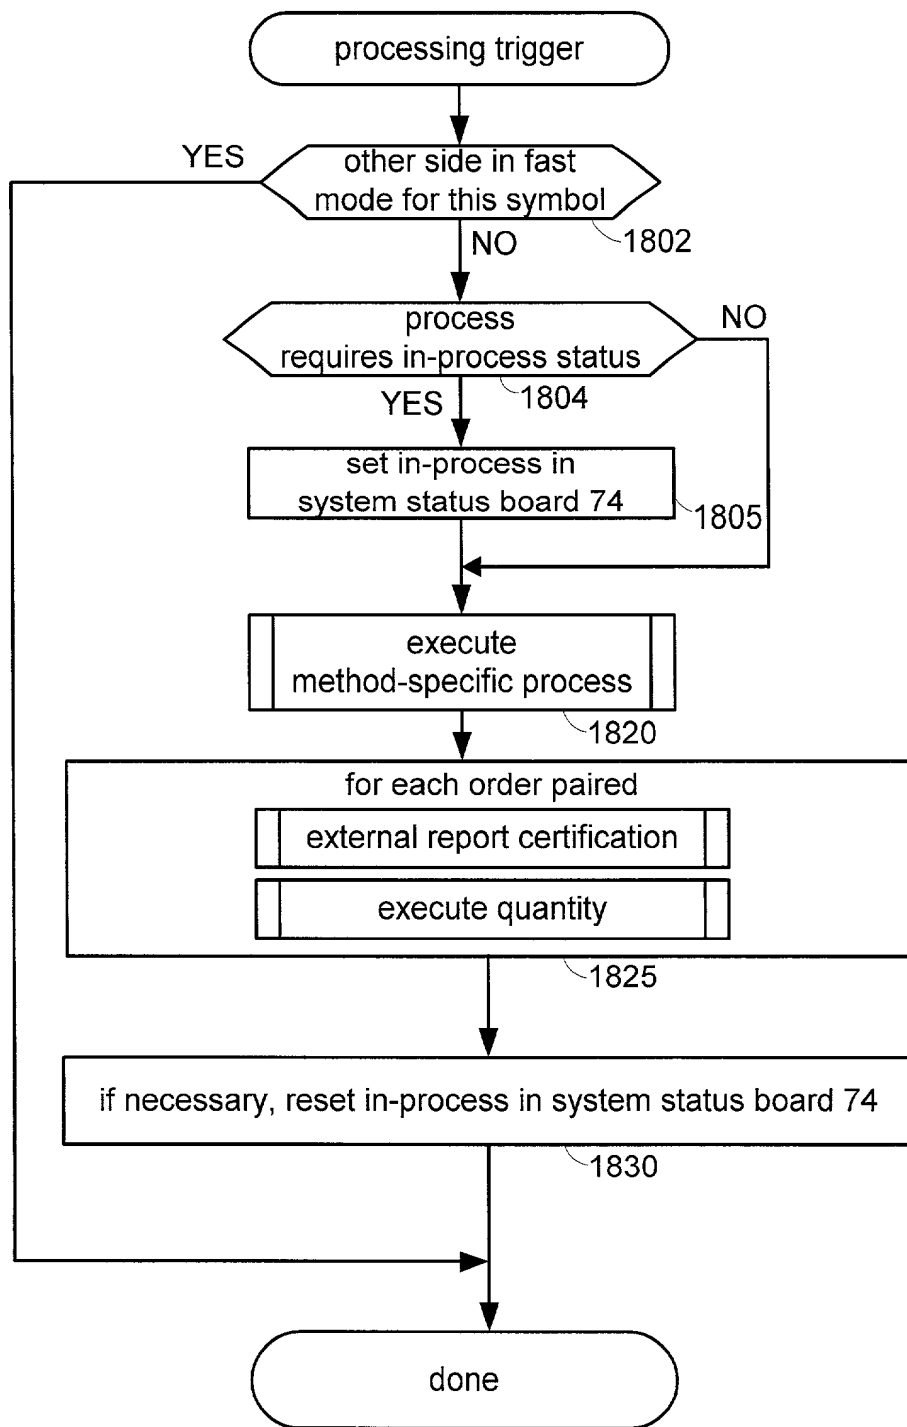 processing trigger
YES
other side in fast
mode for this symbol
1802
NO
process
requires in-process status
NO
1804
YES
set in-process in
system status board 74
1805
execute
method-specific process
1820
for each order paired
external report certification
execute quantity
1825
if necessary, reset in-process in system status board 74
1830
done